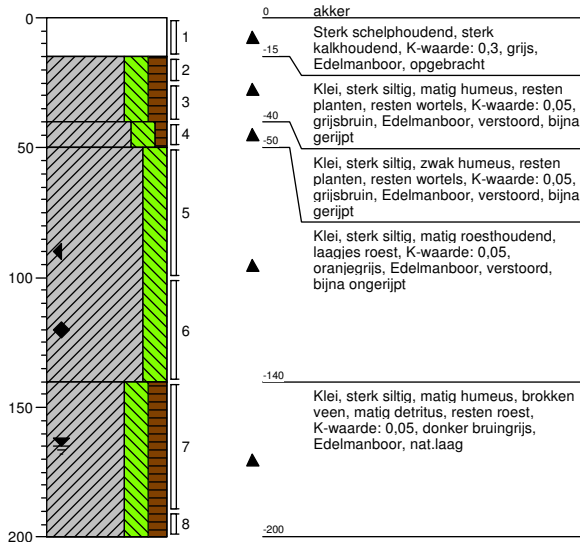 0
50
100
150
200
1
2
3
4
5
6
7
8
0
akker
Sterk schelphoudend, sterk
kalkhoudend, K-waarde: 0,3, grijs,
Edelmanboor, opgebracht
-15
Klei, sterk siltig, matig humeus, resten
planten, resten wortels, K-waarde: 0,05,
grijsbruin, Edelmanboor, verstoord, bijna
gerijpt
-40
Klei, sterk siltig, zwak humeus, resten
planten, resten wortels, K-waarde: 0,05,
grijsbruin, Edelmanboor, verstoord, bijna
gerijpt
-50
Klei, sterk siltig, matig roesthoudend,
laagjes roest, K-waarde: 0,05,
oranjegrijs, Edelmanboor, verstoord,
bijna ongerijpt
-140
Klei, sterk siltig, matig humeus, brokken
veen, matig detritus, resten roest,
K-waarde: 0,05, donker bruingrijs,
Edelmanboor, nat.laag
-200